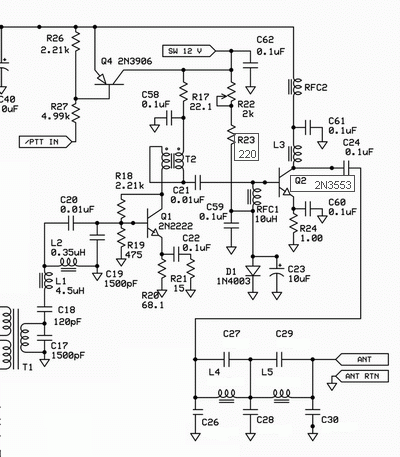 R26
2.21k
Q4 2N3906
SW 12 V
C62
0.1uF
C40
0uF
R27
4.99k
/PTT IN
C58
0.1uF
R17
22.1
R22
2k
RFC2
R23
220
C61
0.1uF
L3
C24
0.1uF
T2
R18
2.21k
C21
0.01uF
Q2
2N3553
C20
0.01uF
Q1
2N2222
C59
0.1uF
RFC1
10uH
C60
0.1uF
R24
1.00
L2
0.35uH
R19
475
C22
0.1uF
L1
4.5uH
C19
1500pF
R21
15
R20
68.1
D1
1N4003
C23
10uF
C18
120pF
C17
1500pF
T1
C27
C29
ANT
L4
L5
ANT RTN
C26
C28
C30